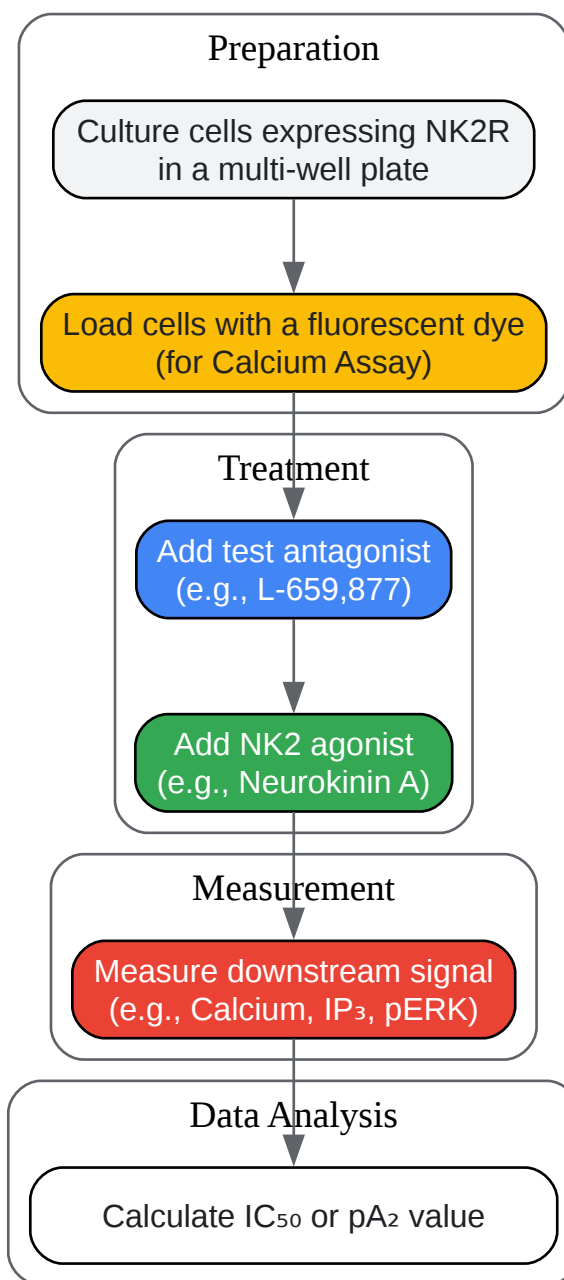 Preparation
Culture cells expressing NK2R
in a multi-well plate
Load cells with a fluorescent dye
(for Calcium Assay)
Treatment
Add test antagonist
(e.g., L-659,877)
Add NK2 agonist
(e.g., Neurokinin A)
Measurement
Measure downstream signal
(e.g., Calcium, IP₃, pERK)
Data Analysis
Calculate IC₅₀ or pA₂ value